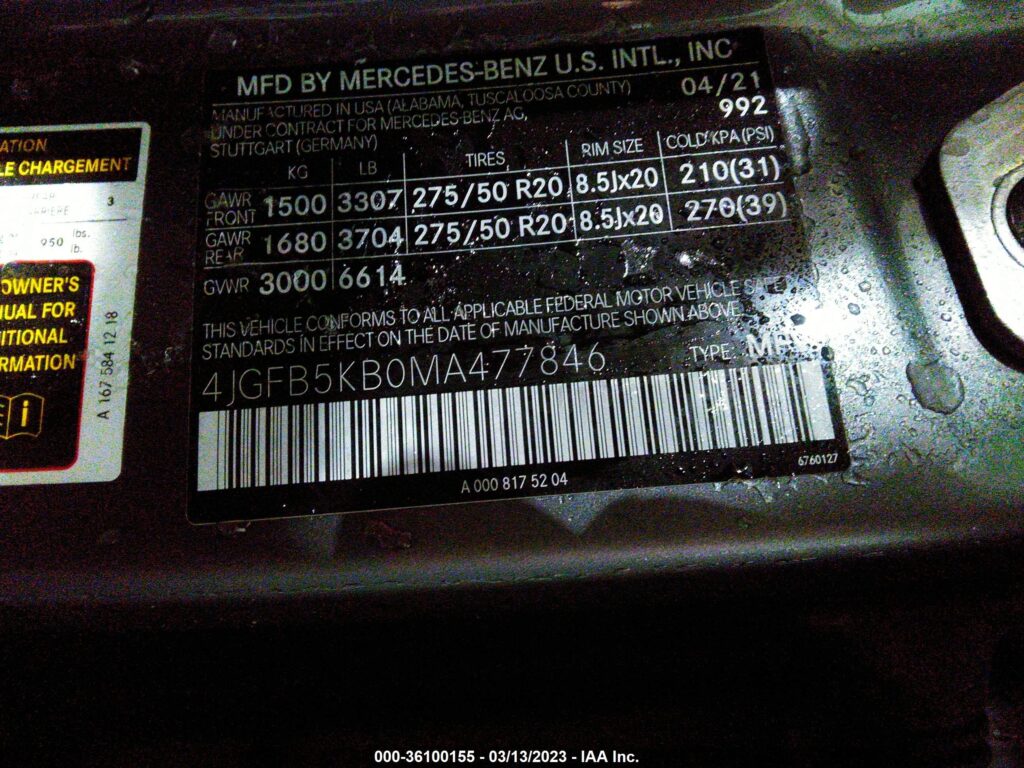 MFD BY MERCEDES-BENZ U.S. INTL., INC
MANUFACTURED IN USA (ALABAMA, TUSCALOOSA COUNTY) 04/21
UNDER CONTRACT FOR MERCEDES-BENZ AG, 992
STUTTGART (GERMANY)
KG LB TIRES RIM SIZE COLD KPA(PSI)
GAWR FRONT 1500 3307 275/50 R20 8.5Jx20 210(31)
GAWR REAR 1680 3704 275/50 R20 8.5Jx20 270(39)
GVWR 3000 6614
THIS VEHICLE CONFORMS TO ALL APPLICABLE FEDERAL MOTOR VEHICLE SAFETY
STANDARDS IN EFFECT ON THE DATE OF MANUFACTURE SHOWN ABOVE.
4JGFB5KB0MA477846 TYPE
6760127
A 000 817 52 04
CHARGEMENT
3
950 lbs.
lb.
OWNER'S
FOR
A 167 584 12 18
000-36100155 - 03/13/2023 - IAA Inc.